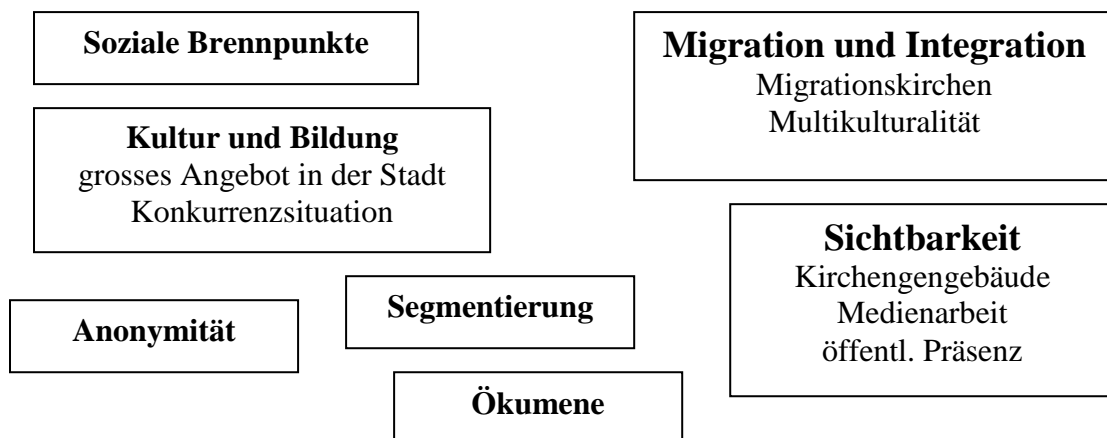 Soziale Brennpunkte
Kultur und Bildung
grosses Angebot in der Stadt
Konkurrenzsituation
Migration und Integration
Migrationskirchen
Multikulturalität
Sichtbarkeit
Kirchengengebäude
Medienarbeit
öffentl. Präsenz
Segmentierung
Anonymität
Ökumene